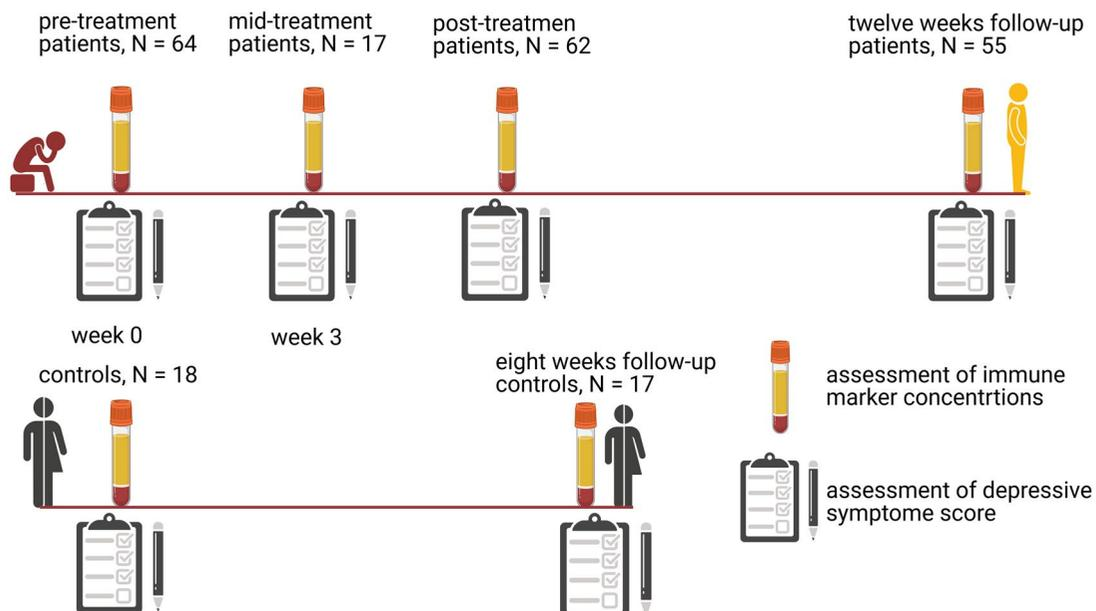 pre-treatment
patients, N = 64
mid-treatment
patients, N = 17
post-treatmen
patients, N = 62
twelve weeks follow-up
patients, N = 55
week 0
week 3
controls, N = 18
eight weeks follow-up
controls, N = 17
assessment of immune
marker concentrtions
assessment of depressive
symptome score